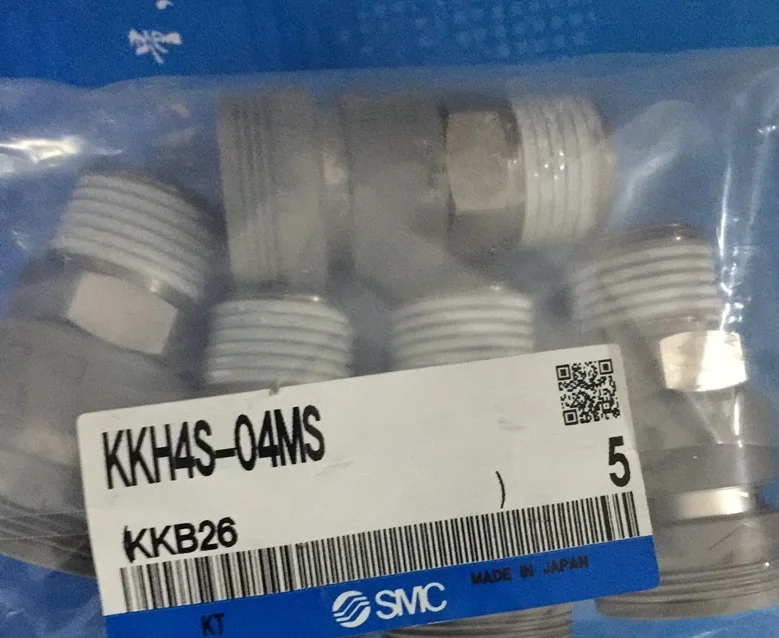 KKH4S-04MS
)
5
KKB26
KT
SMC
MADE IN JAPAN